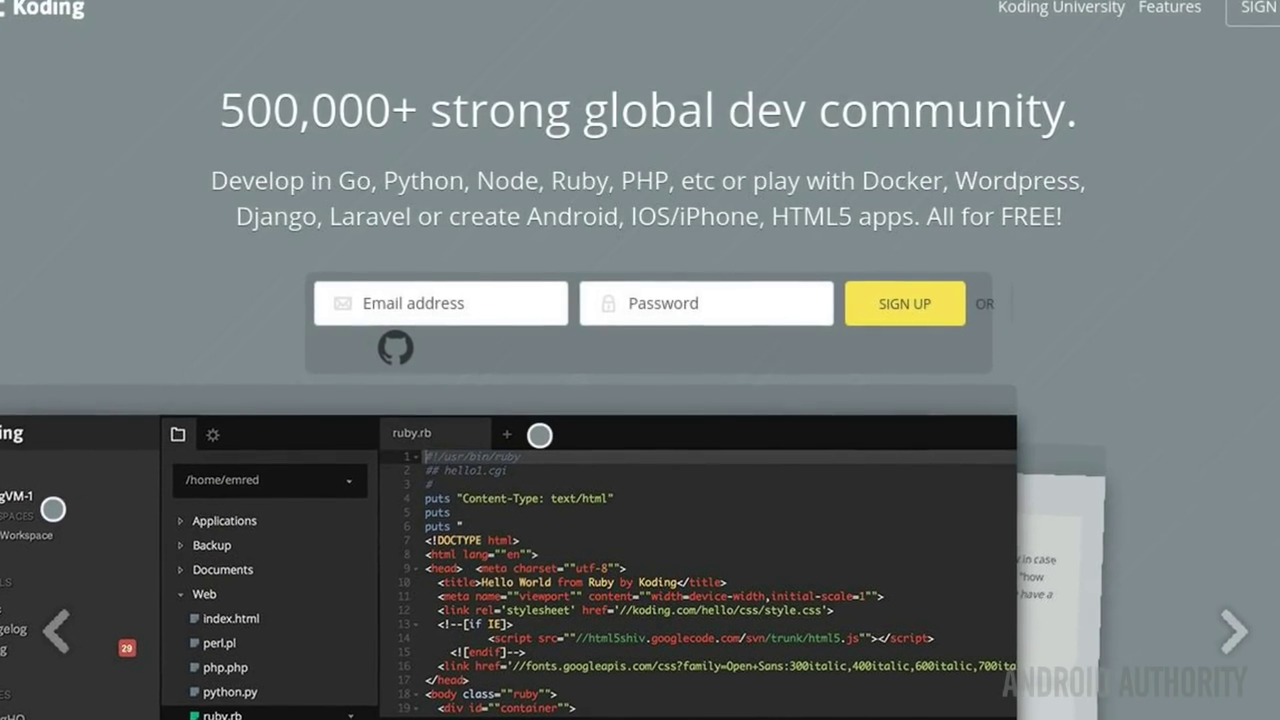 Koding
Koding University Features SIGN
500,000+ strong global dev community.
Develop in Go, Python, Node, Ruby, PHP, etc or play with Docker, Wordpress,
Django, Laravel or create Android, IOS/iPhone, HTML5 apps. All for FREE!
Email address Password SIGN UP OR
ing
ruby.rb +
/home/emred
gVM-1
SPACES
Workspace
LS
elog
g
29
ES
gHQ
Applications
Backup
Documents
Web
index.html
perl.pl
php.php
python.py
ruby.rb
1 #!/usr/bin/ruby
2 ## hello1.cgi
3 #
4 puts "Content-Type: text/html"
5 puts
6 puts "
7 <!DOCTYPE html>
8 <html lang=""en"">
9 <head> <meta charset=""utf-8"">
10 <title>Hello World from Ruby by Koding</title>
11 <meta name=""viewport"" content=""width=device-width,initial-scale=1"">
12 <link rel='stylesheet' href='//koding.com/hello/css/style.css'>
13 <!--[if IE]>
14 <script src=""//html5shiv.googlecode.com/svn/trunk/html5.js""></script>
15 <![endif]-->
16 <link href='//fonts.googleapis.com/css?family=Open+Sans:300italic,400italic,600italic,700ita
17 </head>
18 <body class=""ruby"">
19 <div id=""container"">
in case
"how
have a
ANDROID AUTHORITY